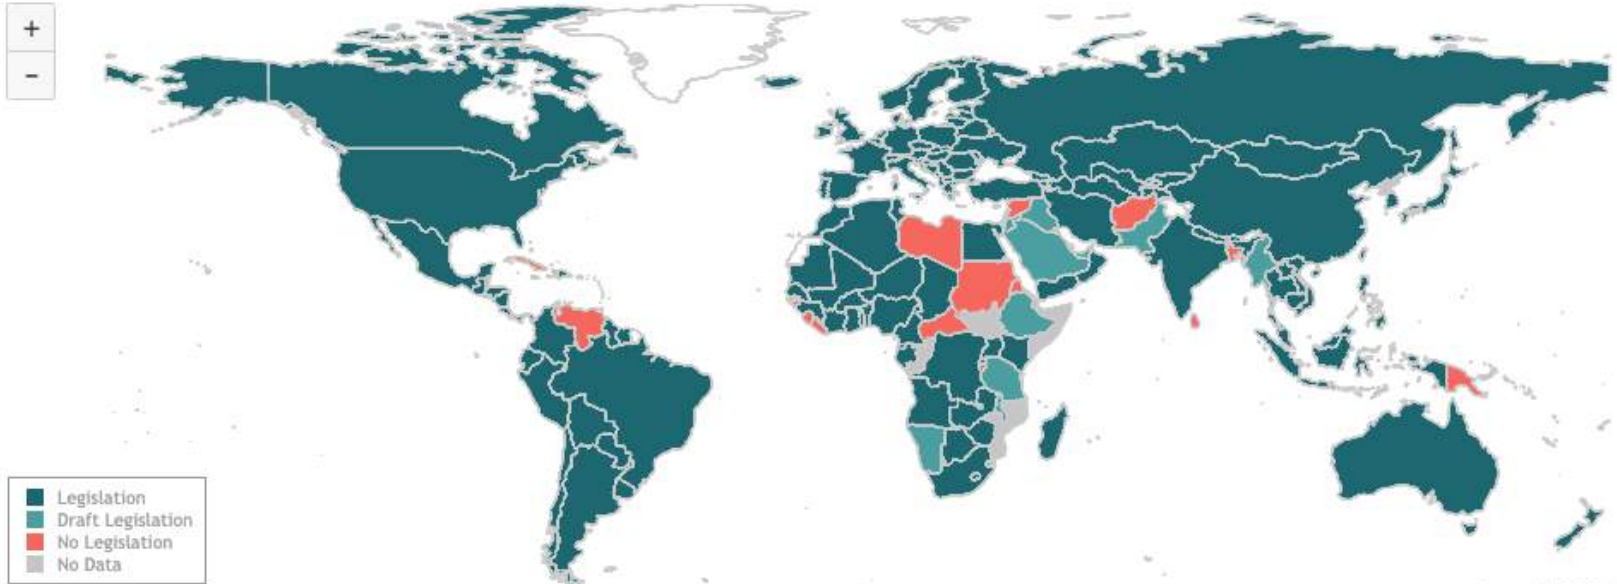 +
−
Legislation
Draft Legislation
No Legislation
No Data